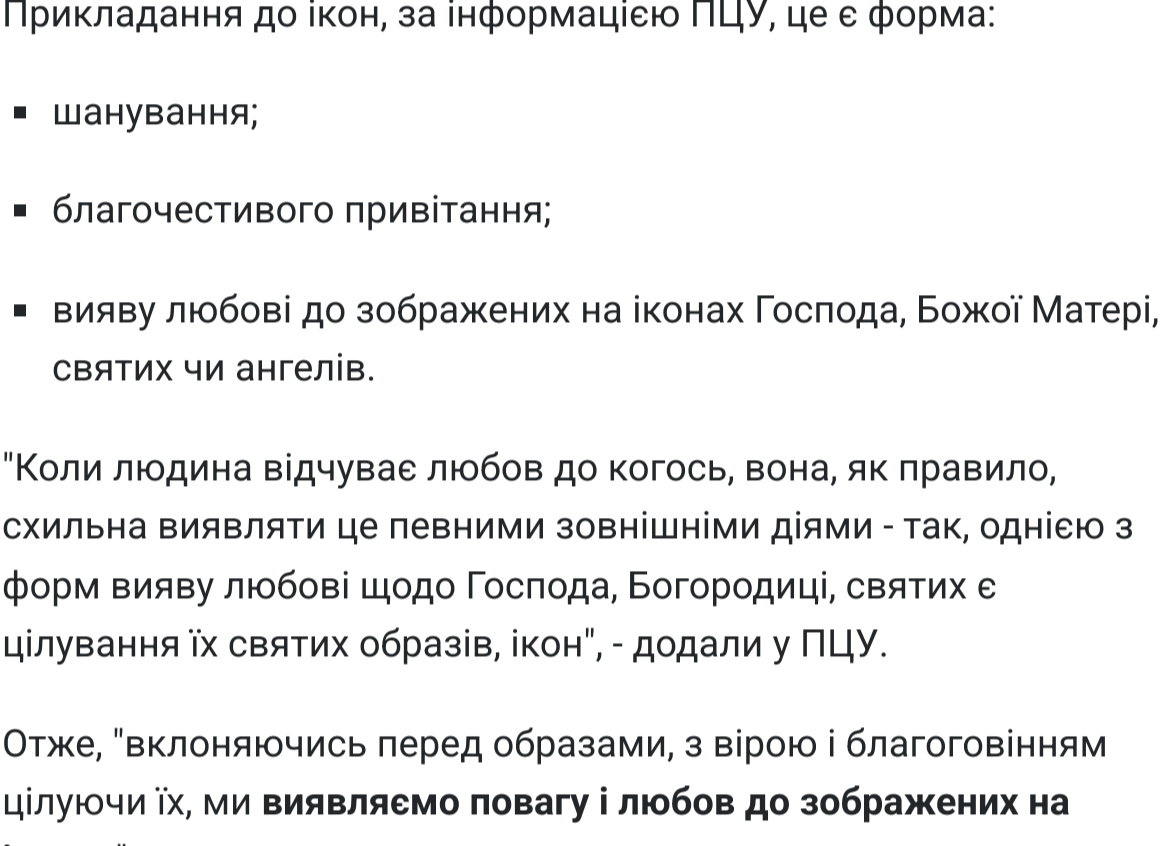 Прикладання до ікон, за інформацією ПЦУ, це є форма:
▪ шанування;
▪ благочестивого привітання;
▪ вияву любові до зображених на іконах Господа, Божої Матері,
святих чи ангелів.
"Коли людина відчуває любов до когось, вона, як правило,
схильна виявляти це певними зовнішніми діями - так, однією з
форм вияву любові щодо Господа, Богородиці, святих є
цілування їх святих образів, ікон", - додали у ПЦУ.
Отже, "вклоняючись перед образами, з вірою і благоговінням
цілуючи їх, ми виявляємо повагу і любов до зображених на